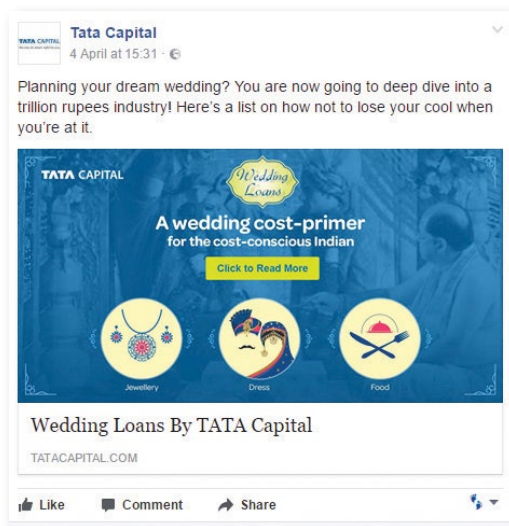 TATA CAPITAL
Tata Capital
4 April at 15:31 ·
Planning your dream wedding? You are now going to deep dive into a
trillion rupees industry! Here's a list on how not to lose your cool when
you're at it.
TATA CAPITAL
Wedding
Loans
A wedding cost-primer
for the cost-conscious Indian
Click to Read More
Jewellery
Dress
Food
Wedding Loans By TATA Capital
TATACAPITAL.COM
Like
Comment
Share